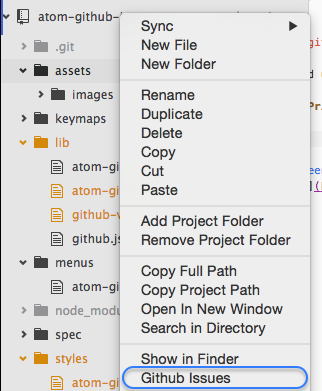 atom-github-
.git
assets
images
keymaps
lib
atom-gi
atom-gi
github-v
github.js
menus
atom-gi
node_modu
spec
styles
atom-gi
Sync
New File
New Folder
Rename
Duplicate
Delete
Copy
Cut
Paste
Add Project Folder
Remove Project Folder
Copy Full Path
Copy Project Path
Open In New Window
Search in Directory
Show in Finder
Github Issues